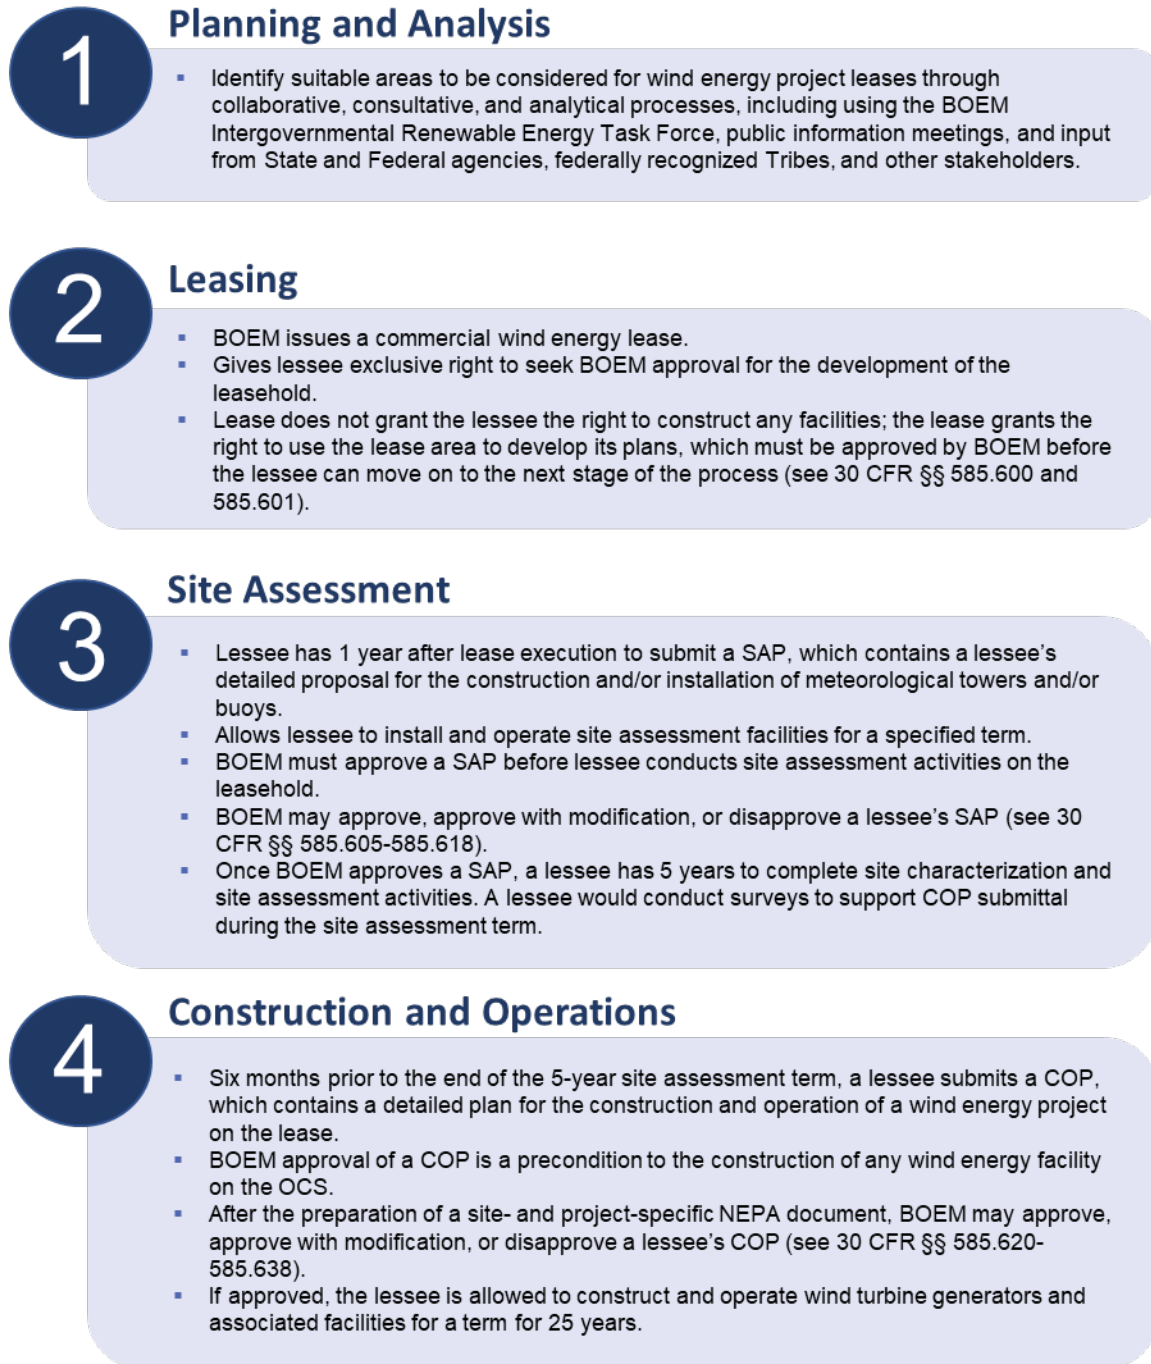 1
Planning and Analysis
▪ Identify suitable areas to be considered for wind energy project leases through
collaborative, consultative, and analytical processes, including using the BOEM
Intergovernmental Renewable Energy Task Force, public information meetings, and input
from State and Federal agencies, federally recognized Tribes, and other stakeholders.
2
Leasing
▪ BOEM issues a commercial wind energy lease.
▪ Gives lessee exclusive right to seek BOEM approval for the development of the
leasehold.
▪ Lease does not grant the lessee the right to construct any facilities; the lease grants the
right to use the lease area to develop its plans, which must be approved by BOEM before
the lessee can move on to the next stage of the process (see 30 CFR §§ 585.600 and
585.601).
3
Site Assessment
▪ Lessee has 1 year after lease execution to submit a SAP, which contains a lessee's
detailed proposal for the construction and/or installation of meteorological towers and/or
buoys.
▪ Allows lessee to install and operate site assessment facilities for a specified term.
▪ BOEM must approve a SAP before lessee conducts site assessment activities on the
leasehold.
▪ BOEM may approve, approve with modification, or disapprove a lessee's SAP (see 30
CFR §§ 585.605-585.618).
▪ Once BOEM approves a SAP, a lessee has 5 years to complete site characterization and
site assessment activities. A lessee would conduct surveys to support COP submittal
during the site assessment term.
4
Construction and Operations
▪ Six months prior to the end of the 5-year site assessment term, a lessee submits a COP,
which contains a detailed plan for the construction and operation of a wind energy project
on the lease.
▪ BOEM approval of a COP is a precondition to the construction of any wind energy facility
on the OCS.
▪ After the preparation of a site- and project-specific NEPA document, BOEM may approve,
approve with modification, or disapprove a lessee's COP (see 30 CFR §§ 585.620-
585.638).
▪ If approved, the lessee is allowed to construct and operate wind turbine generators and
associated facilities for a term for 25 years.